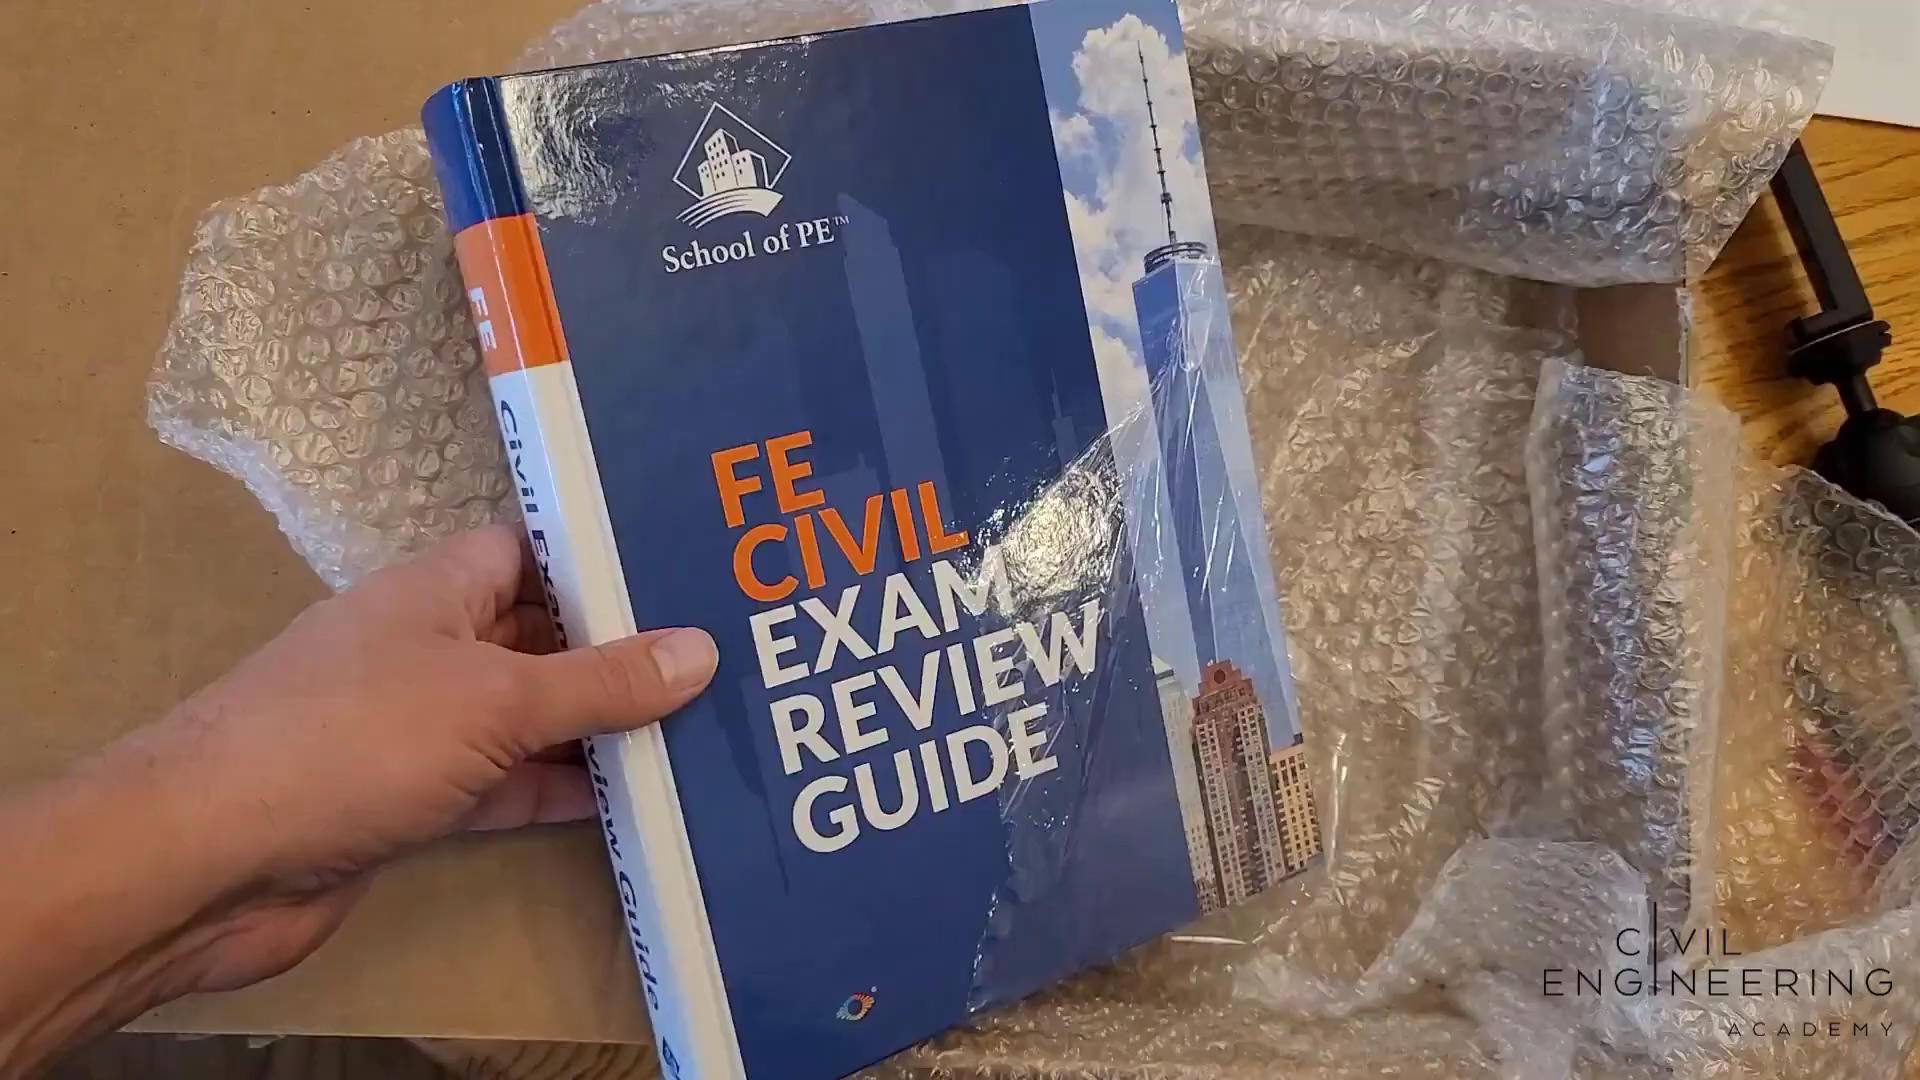 School of PE™
FE
CIVIL
EXAM
REVIEW
GUIDE
FE Civil Exam Review Guide
CIVIL
ENGINEERING
ACADEMY